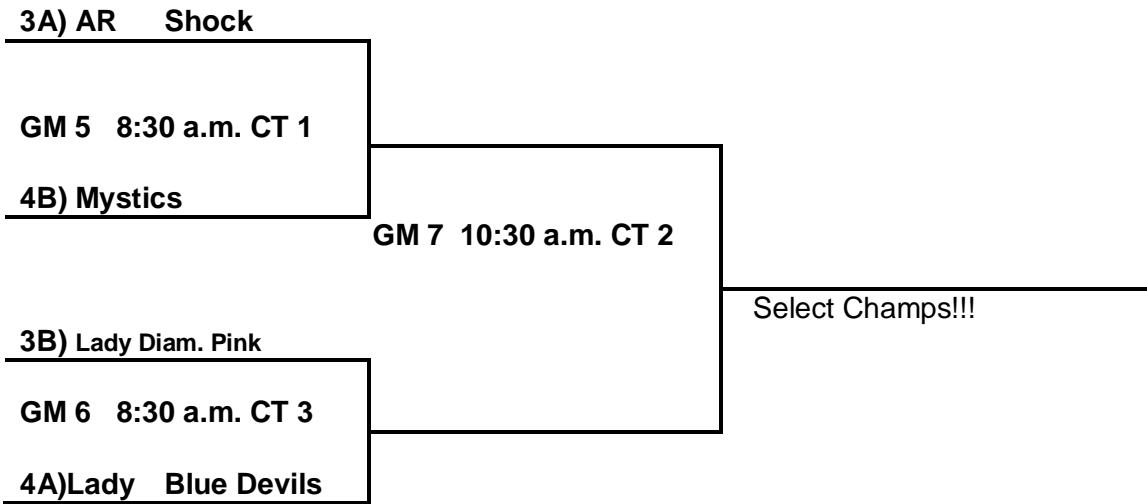 3A) AR Shock
GM 5 8:30 a.m. CT 1
4B) Mystics
GM 7 10:30 a.m. CT 2
Select Champs!!!
3B) Lady Diam. Pink
GM 6 8:30 a.m. CT 3
4A)Lady Blue Devils